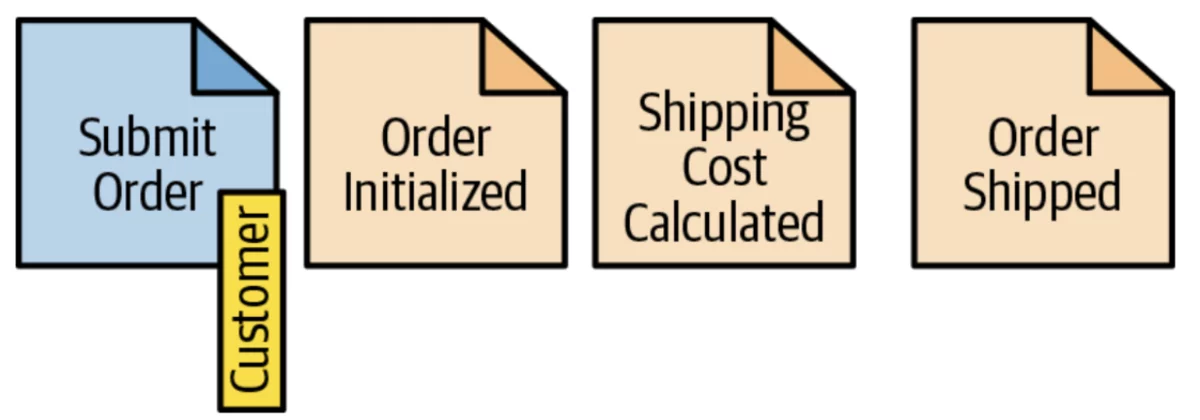 Submit
Order
Customer
Order
Initialized
Shipping
Cost
Calculated
Order
Shipped